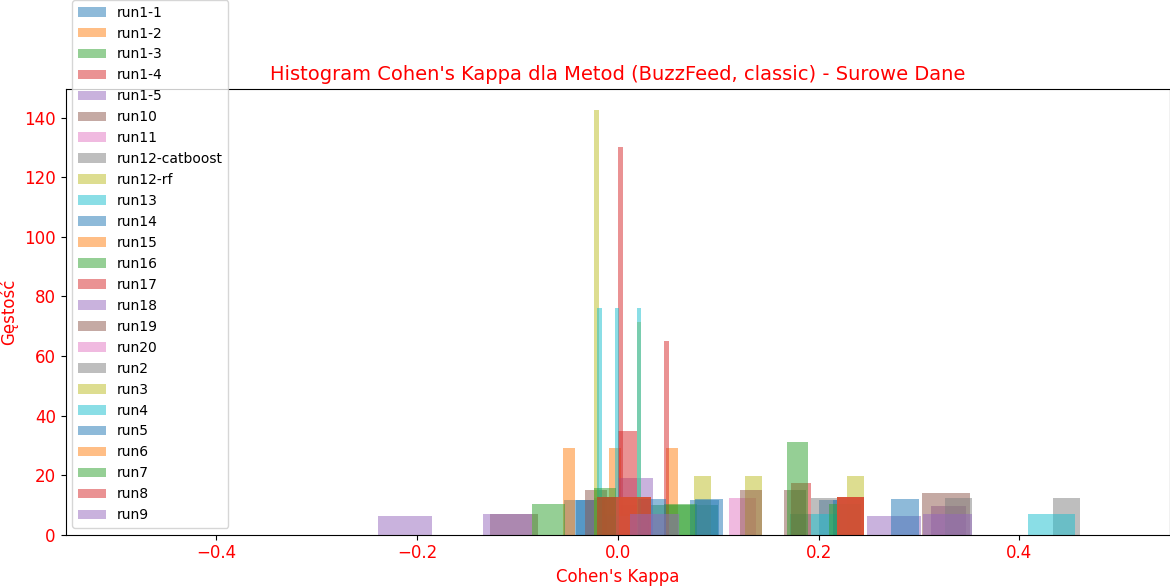 run1-1
run1-2
run1-3
run1-4
run1-5
run10
run11
run12-catboost
run12-rf
run13
run14
run15
run16
run17
run18
run19
run20
run2
run3
run4
run5
run6
run7
run8
run9
Histogram Cohen's Kappa dla Metod (BuzzFeed, classic) - Surowe Dane
Gęstość
140
120
100
80
60
40
20
0
−0.4 −0.2 0.0 0.2 0.4
Cohen's Kappa